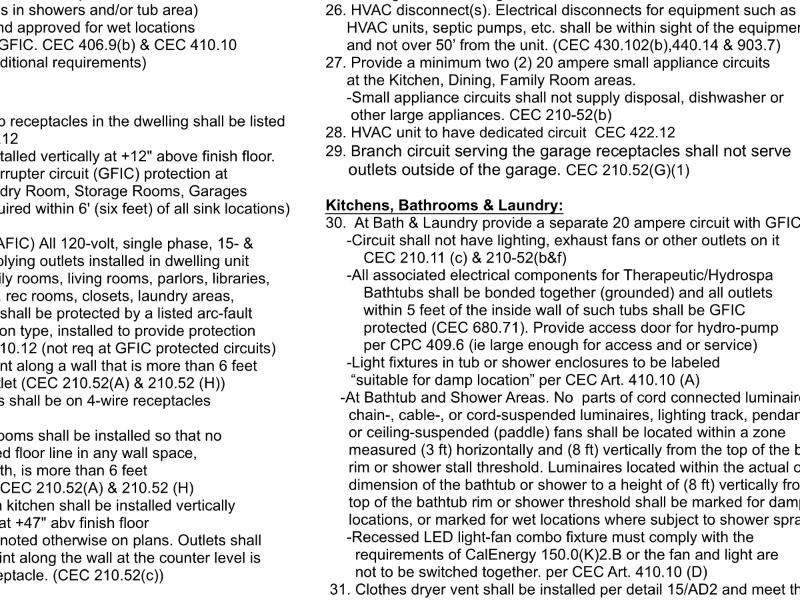 s in showers and/or tub area)
nd approved for wet locations
GFIC. CEC 406.9(b) & CEC 410.10
ditional requirements)
receptacles in the dwelling shall be listed
12
talled vertically at +12" above finish floor.
rrupter circuit (GFIC) protection at
dry Room, Storage Rooms, Garages
uired within 6' (six feet) of all sink locations)
AFIC) All 120-volt, single phase, 15- &
plying outlets installed in dwelling unit
ily rooms, living rooms, parlors, libraries,
, rec rooms, closets, laundry areas,
shall be protected by a listed arc-fault
on type, installed to provide protection
10.12 (not req at GFIC protected circuits)
nt along a wall that is more than 6 feet
tlet (CEC 210.52(A) & 210.52 (H))
s shall be on 4-wire receptacles
ooms shall be installed so that no
ed floor line in any wall space,
th, is more than 6 feet
CEC 210.52(A) & 210.52 (H)
n kitchen shall be installed vertically
at +47" abv finish floor
noted otherwise on plans. Outlets shall
int along the wall at the counter level is
eptacle. (CEC 210.52(c))
26. HVAC disconnect(s). Electrical disconnects for equipment such as
HVAC units, septic pumps, etc. shall be within sight of the equipmen
and not over 50' from the unit. (CEC 430.102(b),440.14 & 903.7)
27. Provide a minimum two (2) 20 ampere small appliance circuits
at the Kitchen, Dining, Family Room areas.
-Small appliance circuits shall not supply disposal, dishwasher or
other large appliances. CEC 210-52(b)
28. HVAC unit to have dedicated circuit CEC 422.12
29. Branch circuit serving the garage receptacles shall not serve
outlets outside of the garage. CEC 210.52(G)(1)
Kitchens, Bathrooms & Laundry:
30. At Bath & Laundry provide a separate 20 ampere circuit with GFIC
-Circuit shall not have lighting, exhaust fans or other outlets on it
CEC 210.11 (c) & 210-52(b&f)
-All associated electrical components for Therapeutic/Hydrospa
Bathtubs shall be bonded together (grounded) and all outlets
within 5 feet of the inside wall of such tubs shall be GFIC
protected (CEC 680.71). Provide access door for hydro-pump
per CPC 409.6 (ie large enough for access and or service)
-Light fixtures in tub or shower enclosures to be labeled
“suitable for damp location” per CEC Art. 410.10 (A)
-At Bathtub and Shower Areas. No parts of cord connected luminaire
chain-, cable-, or cord-suspended luminaires, lighting track, pendan
or ceiling-suspended (paddle) fans shall be located within a zone
measured (3 ft) horizontally and (8 ft) vertically from the top of the b
rim or shower stall threshold. Luminaires located within the actual o
dimension of the bathtub or shower to a height of (8 ft) vertically fro
top of the bathtub rim or shower threshold shall be marked for damp
locations, or marked for wet locations where subject to shower spra
-Recessed LED light-fan combo fixture must comply with the
requirements of CalEnergy 150.0(K)2.B or the fan and light are
not to be switched together. per CEC Art. 410.10 (D)
31. Clothes dryer vent shall be installed per detail 15/AD2 and meet th